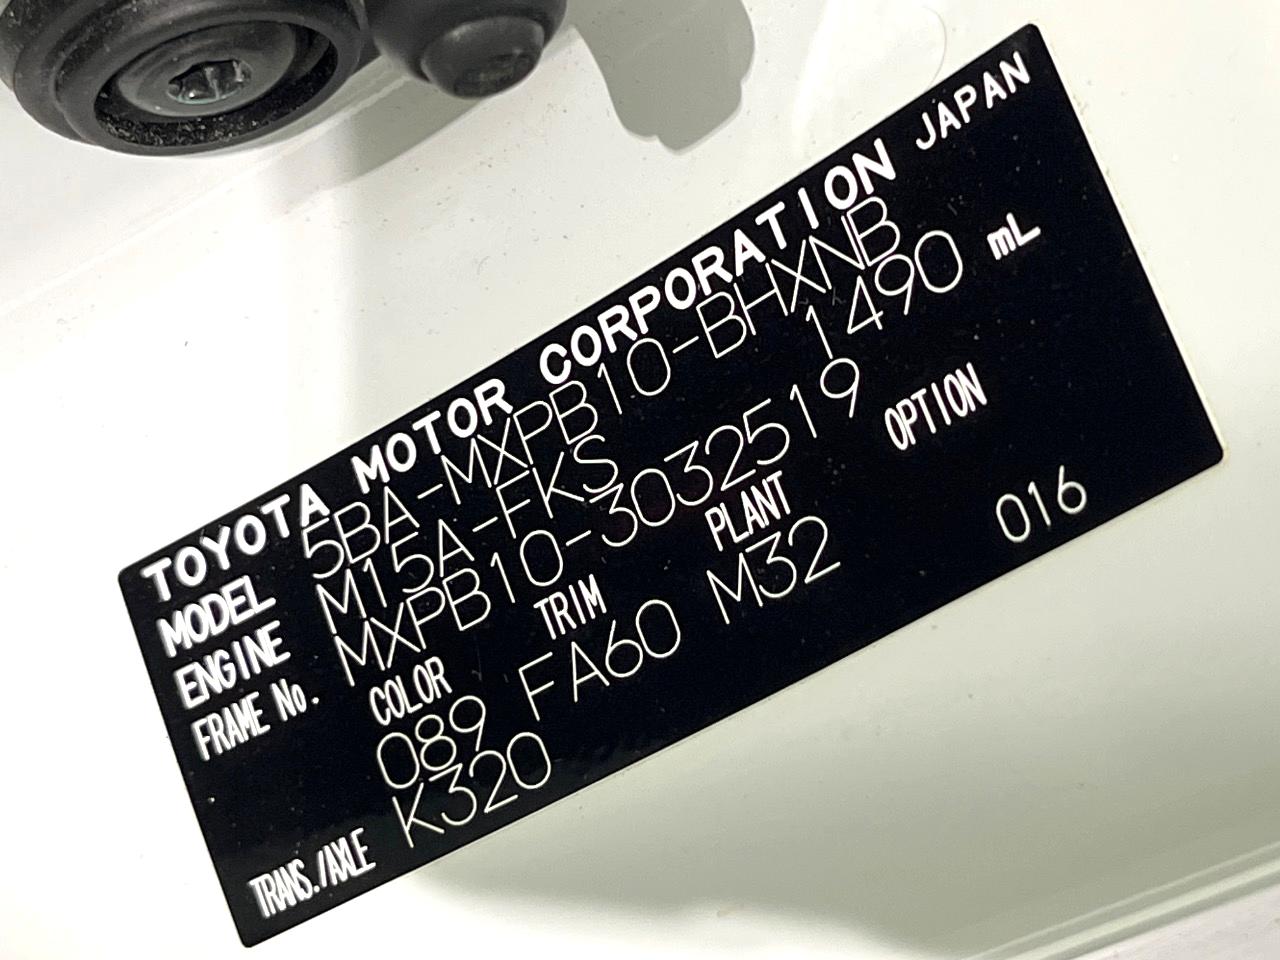 TOYOTA MOTOR CORPORATION JAPAN
MODEL 5BA-MXPB10-BHXNB
ENGINE M15A-FKS 1490 mL
FRAME No. MXPB10-3032519
COLOR TRIM PLANT OPTION
089 FA60 M32 016
TRANS./AXLE K320